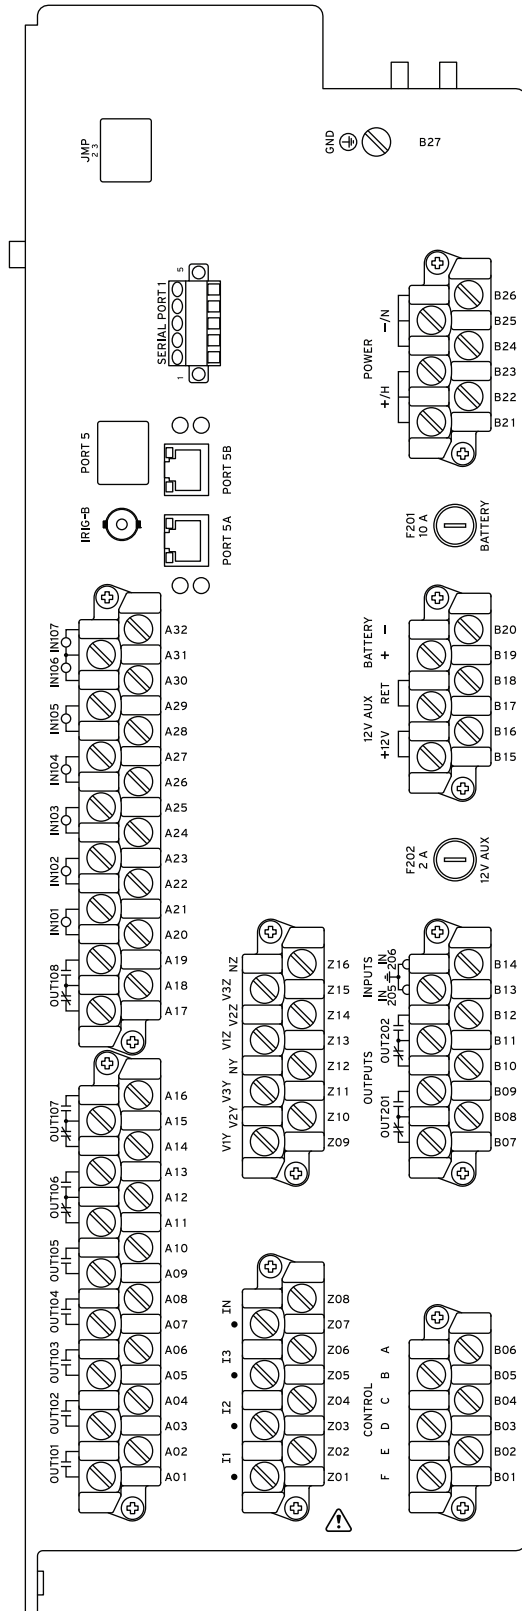 JMP
2 3
GND
B27
SERIAL PORT 1
5
1
POWER
-/N
+/H
B26
B25
B24
B23
B22
B21
PORT 5
PORT 5B
IRIG-B
PORT 5A
F201
10 A
BATTERY
IN106 IN107
IN105
IN104
IN103
IN102
IN101
OUT108
A32
A31
A30
A29
A28
A27
A26
A25
A24
A23
A22
A21
A20
A19
A18
A17
BATTERY
+ -
12V AUX
+12V RET
B20
B19
B18
B17
B16
B15
F202
2 A
12V AUX
OUT107
OUT106
OUT105
OUT104
OUT103
OUT102
OUT101
A16
A15
A14
A13
A12
A11
A10
A09
A08
A07
A06
A05
A04
A03
A02
A01
V1Y V2Y V3Y NY V1Z V2Z V3Z NZ
Z16
Z15
Z14
Z13
Z12
Z11
Z10
Z09
OUTPUTS INPUTS
OUT201 OUT202
IN 205
IN 206
B14
B13
B12
B11
B10
B09
B08
B07
I1 I2 I3 IN
Z08
Z07
Z06
Z05
Z04
Z03
Z02
Z01
CONTROL
F E D C B A
B06
B05
B04
B03
B02
B01